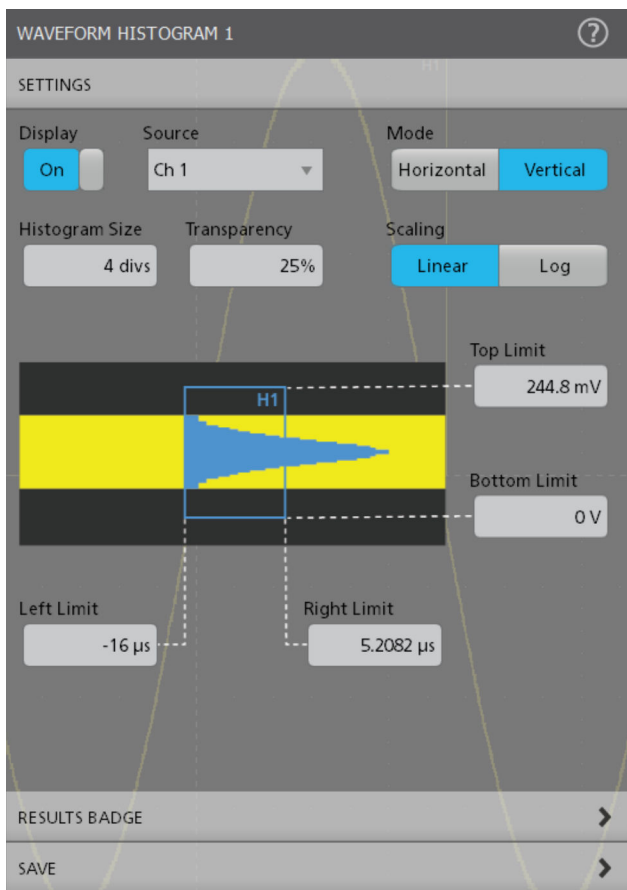 WAVEFORM HISTOGRAM 1 ?
H1
SETTINGS
Display Source Mode
On Ch 1 Horizontal Vertical
Histogram Size Transparency Scaling
4 divs 25% Linear Log
Top Limit
244.8 mV
H1
Bottom Limit
0 V
Left Limit Right Limit
-16 µs 5.2082 µs
RESULTS BADGE
SAVE